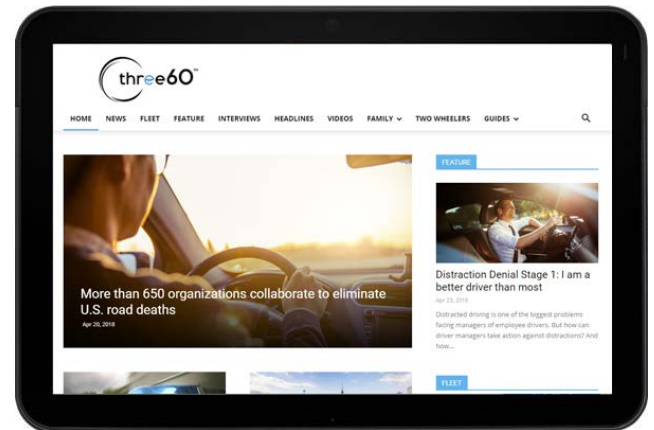 three60™
HOME NEWS FLEET FEATURE INTERVIEWS HEADLINES VIDEOS FAMILY TWO WHEELERS GUIDES
More than 650 organizations collaborate to eliminate
U.S. road deaths
Apr 20, 2018
FEATURE
Distraction Denial Stage 1: I am a
better driver than most
Apr 23, 2018
Distracted driving is one of the biggest problems
facing managers of employee drivers. But how can
driver managers take action against distractions? And
how...
FLEET